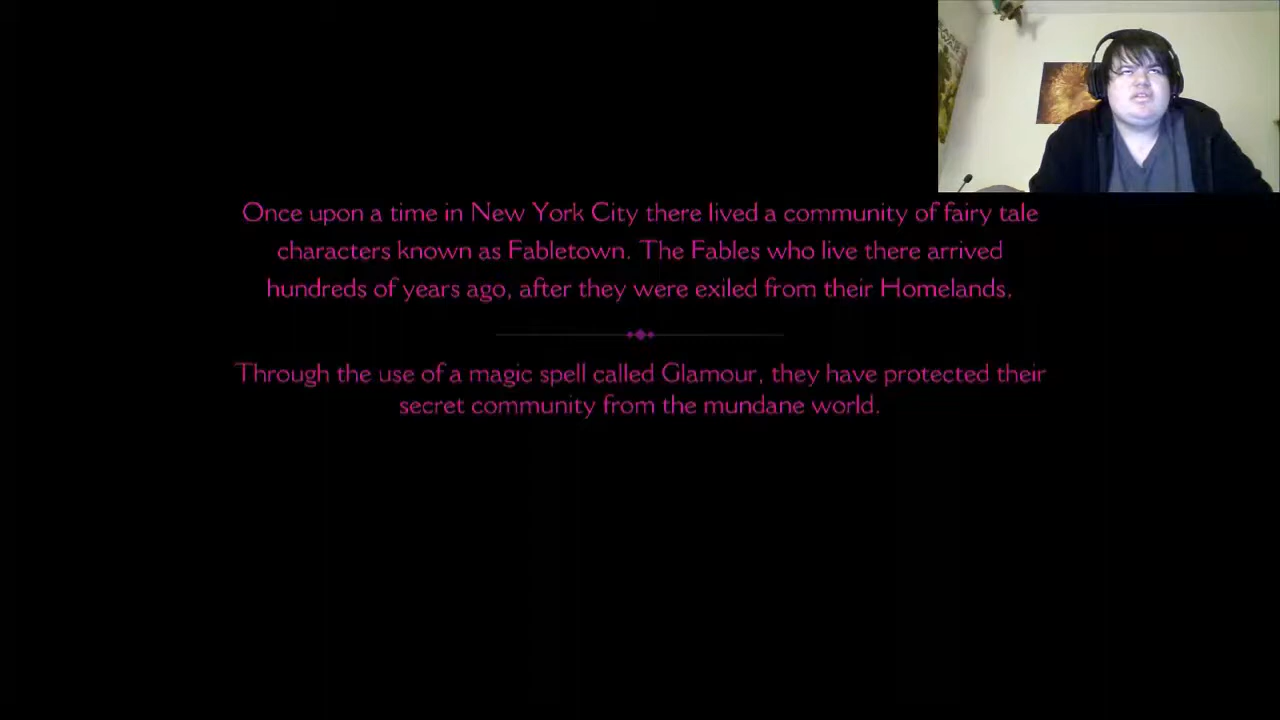 Once upon a time in New York City there lived a community of fairy tale
characters known as Fabletown. The Fables who live there arrived
hundreds of years ago, after they were exiled from their Homelands.
Through the use of a magic spell called Glamour, they have protected their
secret community from the mundane world.